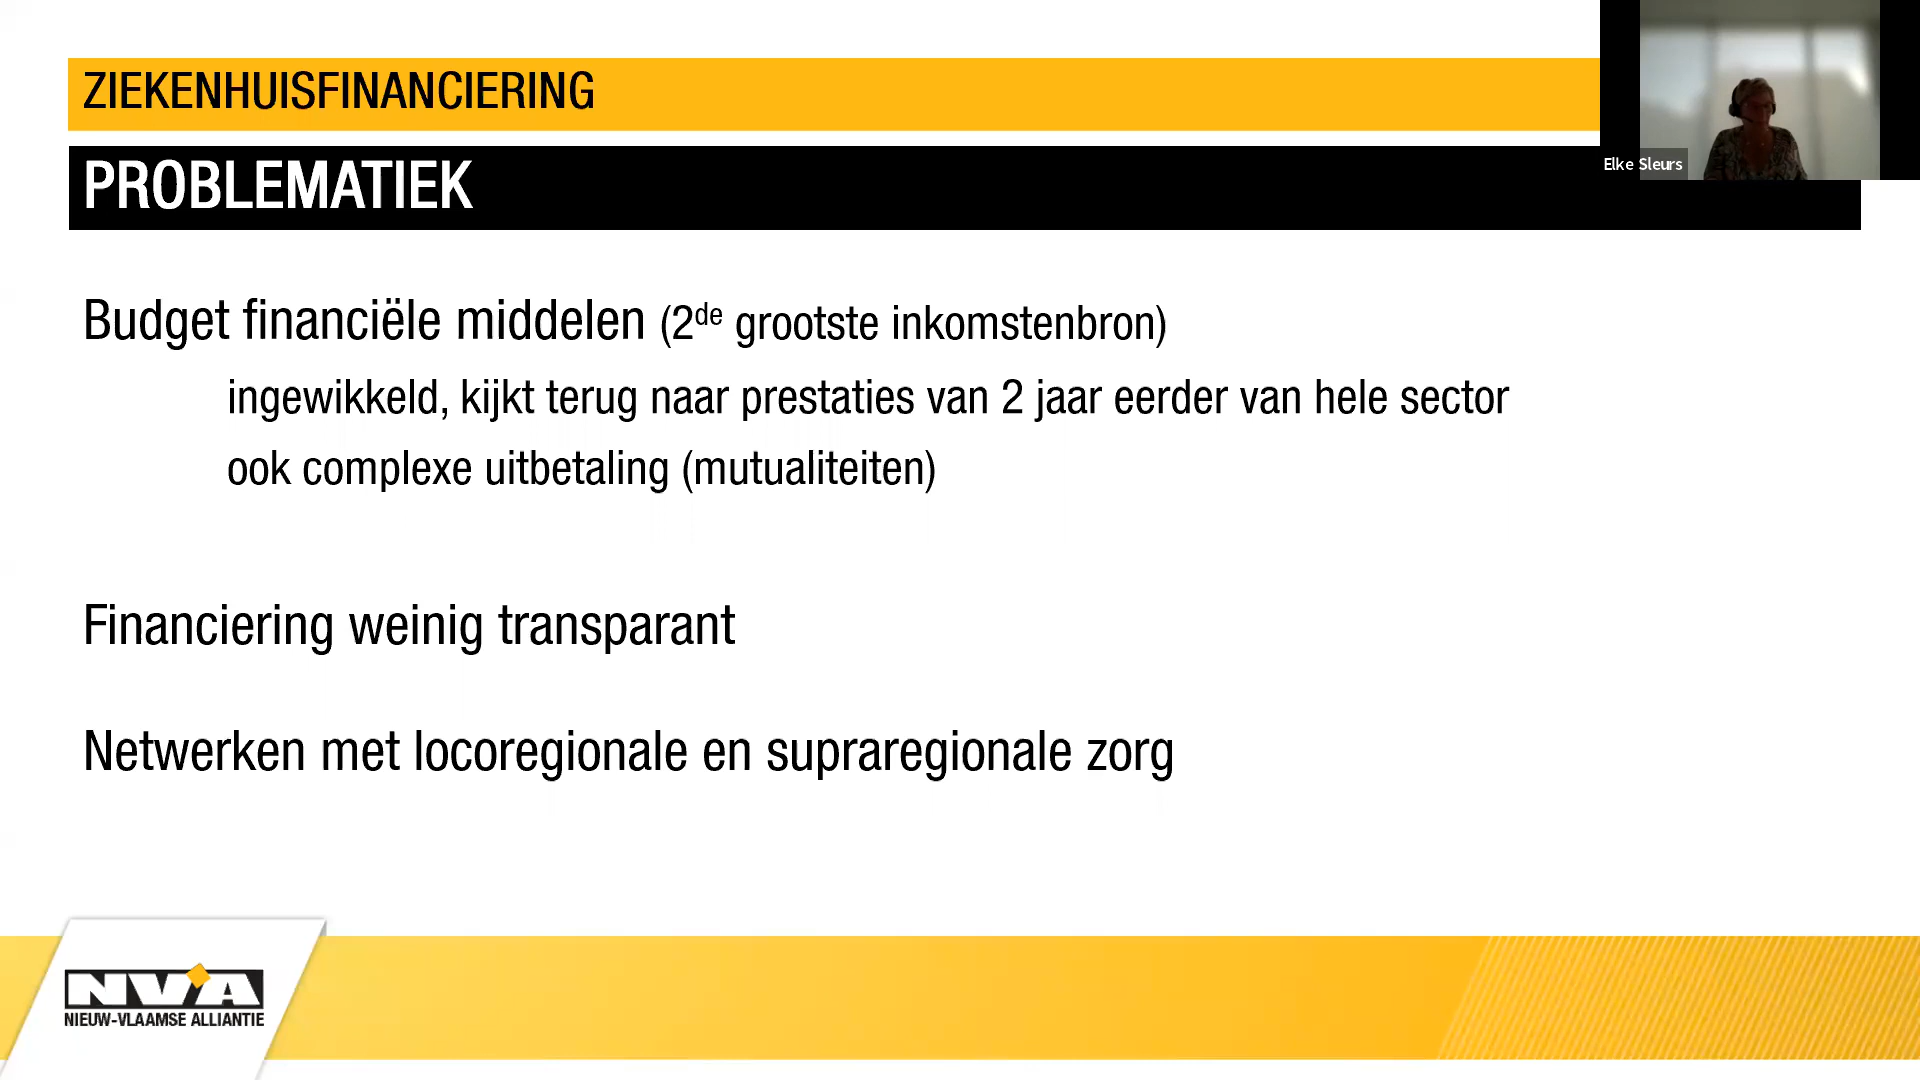 ZIEKENHUISFINANCIERING
Elke Sleurs
PROBLEMATIEK
Budget financiële middelen (2de grootste inkomstenbron)
ingewikkeld, kijkt terug naar prestaties van 2 jaar eerder van hele sector
ook complexe uitbetaling (mutualiteiten)
Financiering weinig transparant
Netwerken met locoregionale en supraregionale zorg
N-VA
NIEUW-VLAAMSE ALLIANTIE